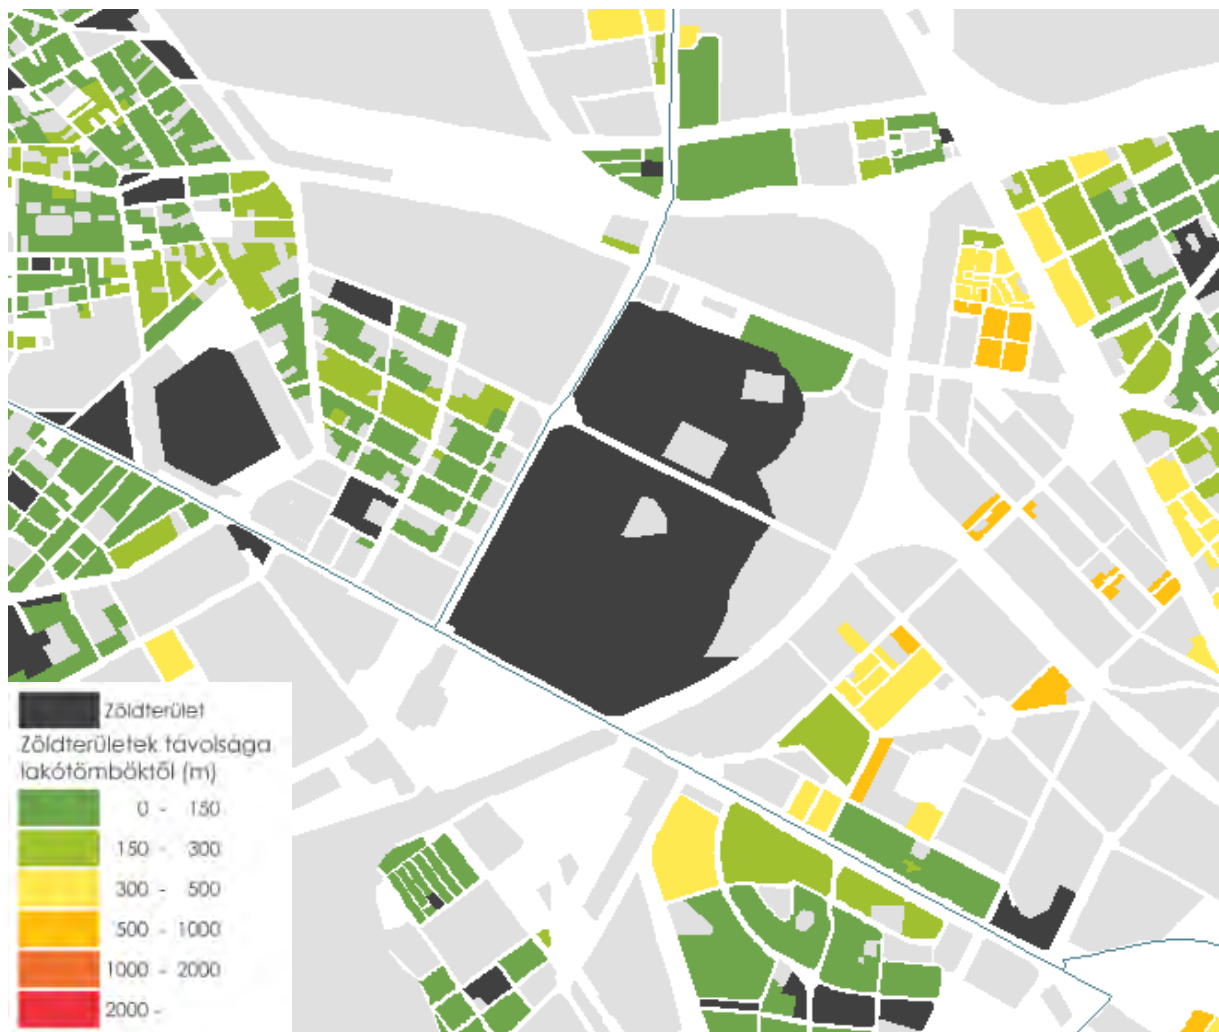 Zöldterület
Zöldterületek távolsága
lakótömböktől (m)
0 - 150
150 - 300
300 - 500
500 - 1000
1000 - 2000
2000 -